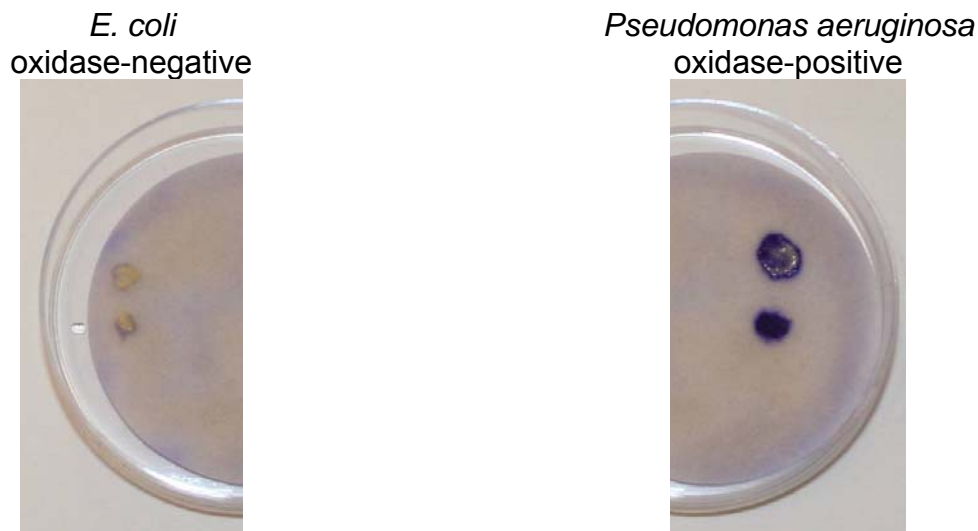 E. coli
oxidase-negative
Pseudomonas aeruginosa
oxidase-positive